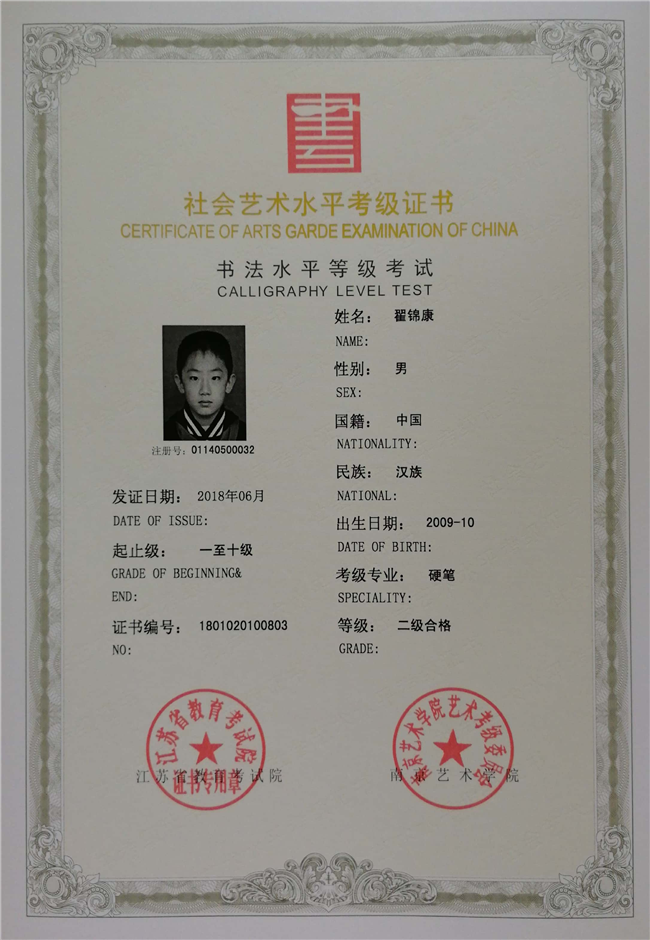 社会艺术水平考级证书
CERTIFICATE OF ARTS GARDE EXAMINATION OF CHINA
书法水平等级考试
CALLIGRAPHY LEVEL TEST
姓名： 翟锦康
NAME:
性别： 男
SEX:
国籍： 中国
NATIONALITY:
民族： 汉族
NATIONAL:
出生日期： 2009-10
DATE OF BIRTH:
考级专业： 硬笔
SPECIALITY:
等级： 二级合格
GRADE:
注册号：01140500032
发证日期： 2018年06月
DATE OF ISSUE:
起止级： 一至十级
GRADE OF BEGINNING&
END:
证书编号： 1801020100803
NO:
江苏省教育考试院
证书专用章
江苏省教育考试院
南京艺术学院艺术考级委员会
南京艺术学院